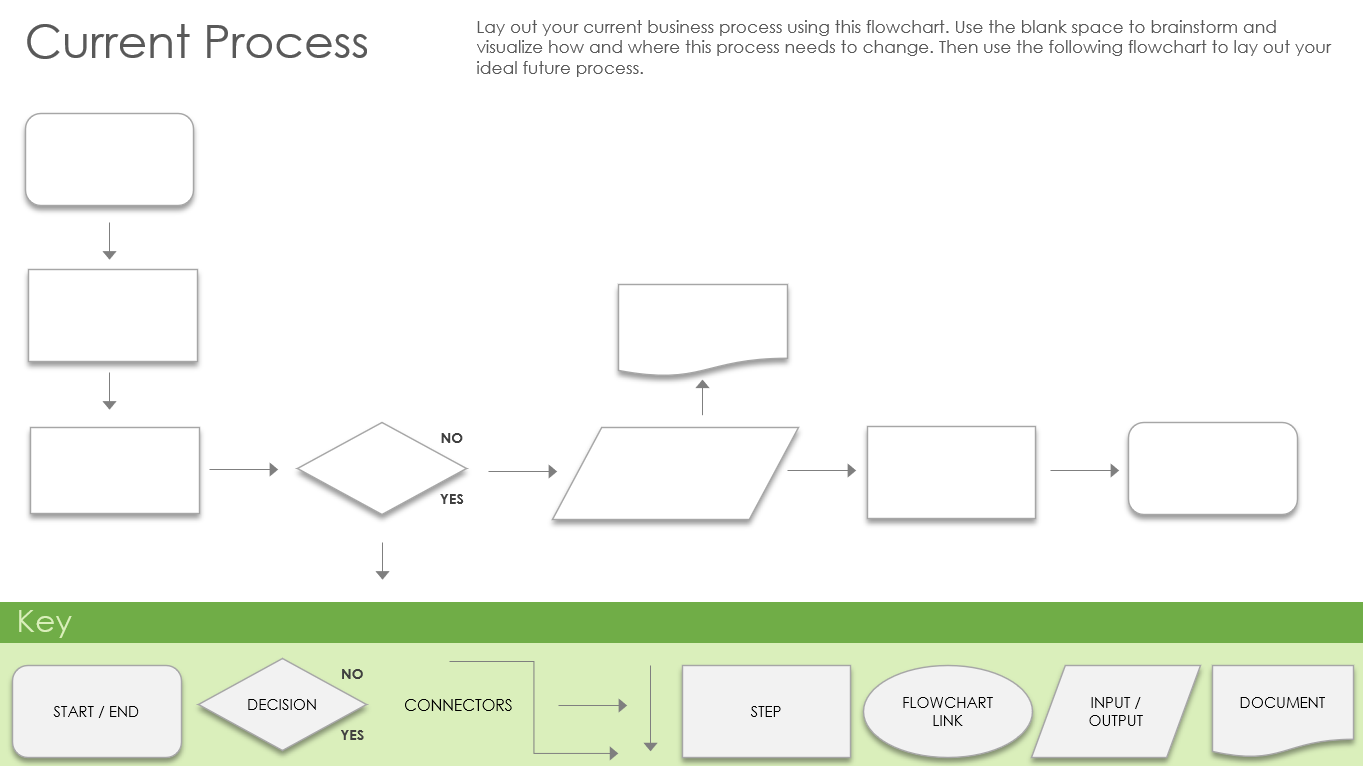 Current Process
Lay out your current business process using this flowchart. Use the blank space to brainstorm and
visualize how and where this process needs to change. Then use the following flowchart to lay out your
ideal future process.
NO
YES
Key
START / END
DECISION
NO
YES
CONNECTORS
STEP
FLOWCHART
LINK
INPUT /
OUTPUT
DOCUMENT